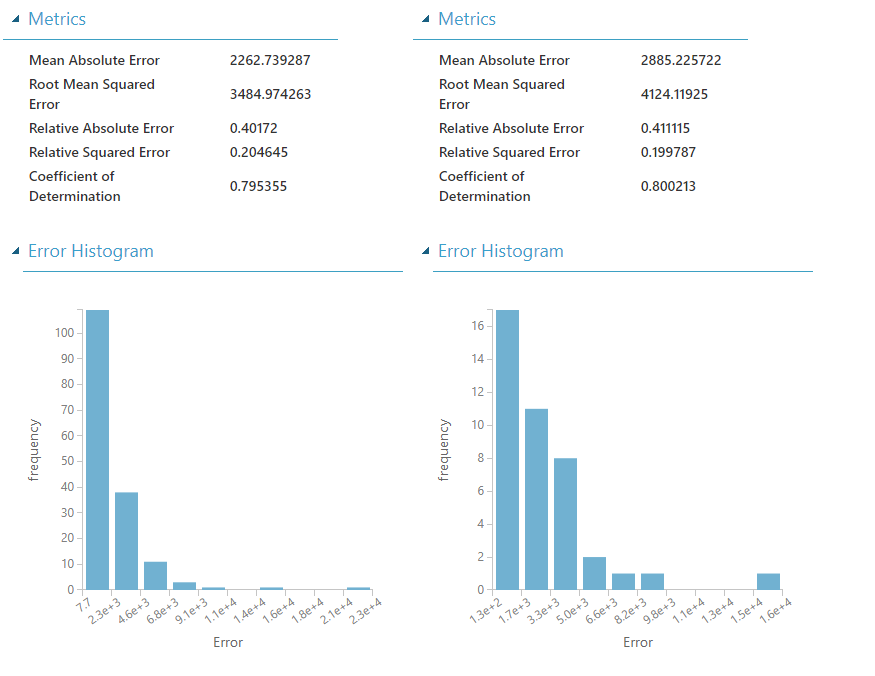 Metrics
Mean Absolute Error 2262.739287
Root Mean Squared
Error 3484.974263
Relative Absolute Error 0.40172
Relative Squared Error 0.204645
Coefficient of
Determination 0.795355
Error Histogram
100
90
80
70
60
50
40
30
20
10
0
frequency
7.7 2.3e+3 4.6e+3 6.8e+3 9.1e+3 1.1e+4 1.4e+4 1.6e+4 1.8e+4 2.1e+4 2.3e+4
Error
Metrics
Mean Absolute Error 2885.225722
Root Mean Squared
Error 4124.11925
Relative Absolute Error 0.411115
Relative Squared Error 0.199787
Coefficient of
Determination 0.800213
Error Histogram
16
14
12
10
8
6
4
2
0
frequency
1.3e+2 1.7e+3 3.3e+3 5.0e+3 6.6e+3 8.2e+3 9.8e+3 1.1e+4 1.3e+4 1.5e+4 1.6e+4
Error